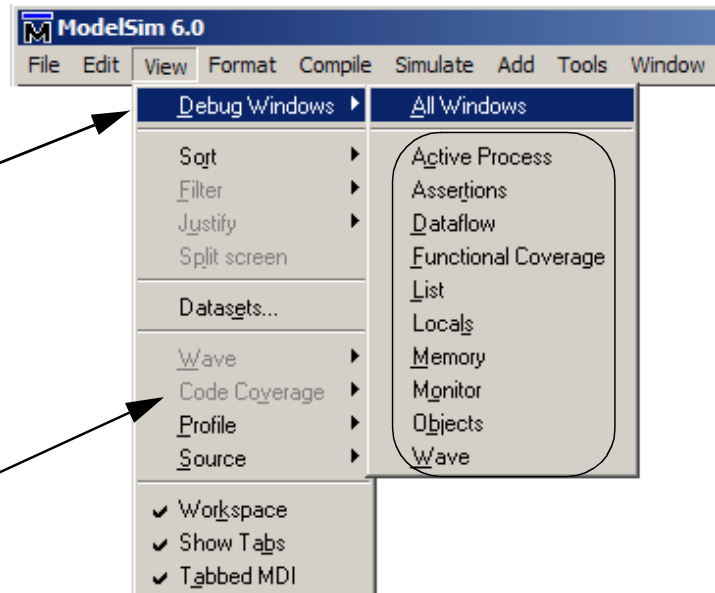 ModelSim 6.0
File Edit View Format Compile Simulate Add Tools Window
Debug Windows
Sort
Filter
Justify
Split screen
Datasets...
Wave
Code Coverage
Profile
Source
Workspace
Show Tabs
Tabbed MDI
All Windows
Active Process
Assertions
Dataflow
Functional Coverage
List
Locals
Memory
Monitor
Objects
Wave